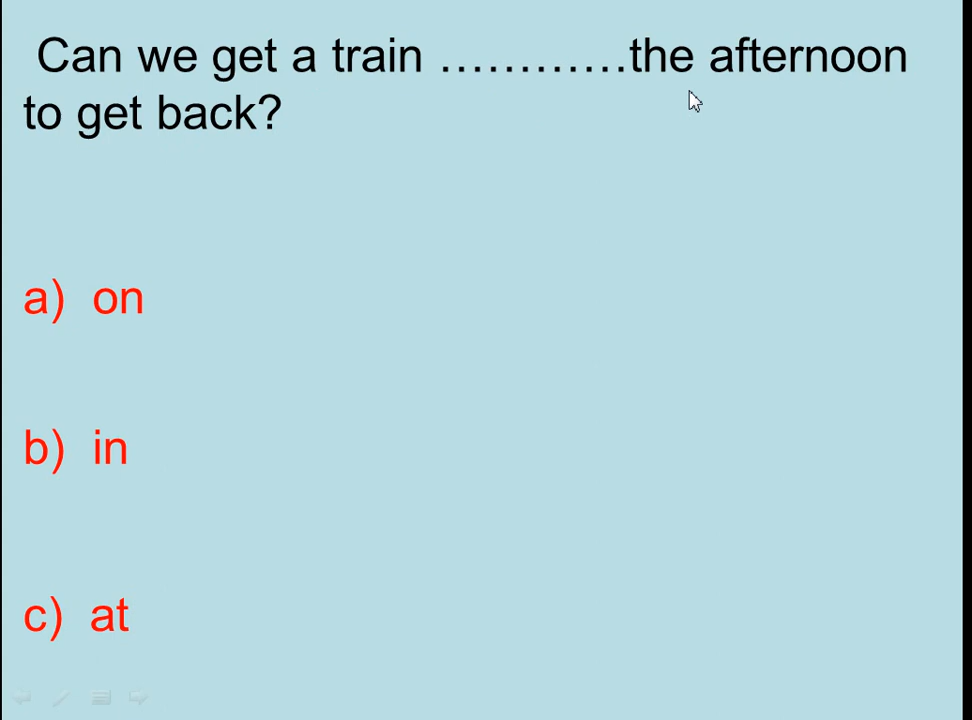 Can we get a train …………the afternoon
to get back?
a) on
b) in
c) at